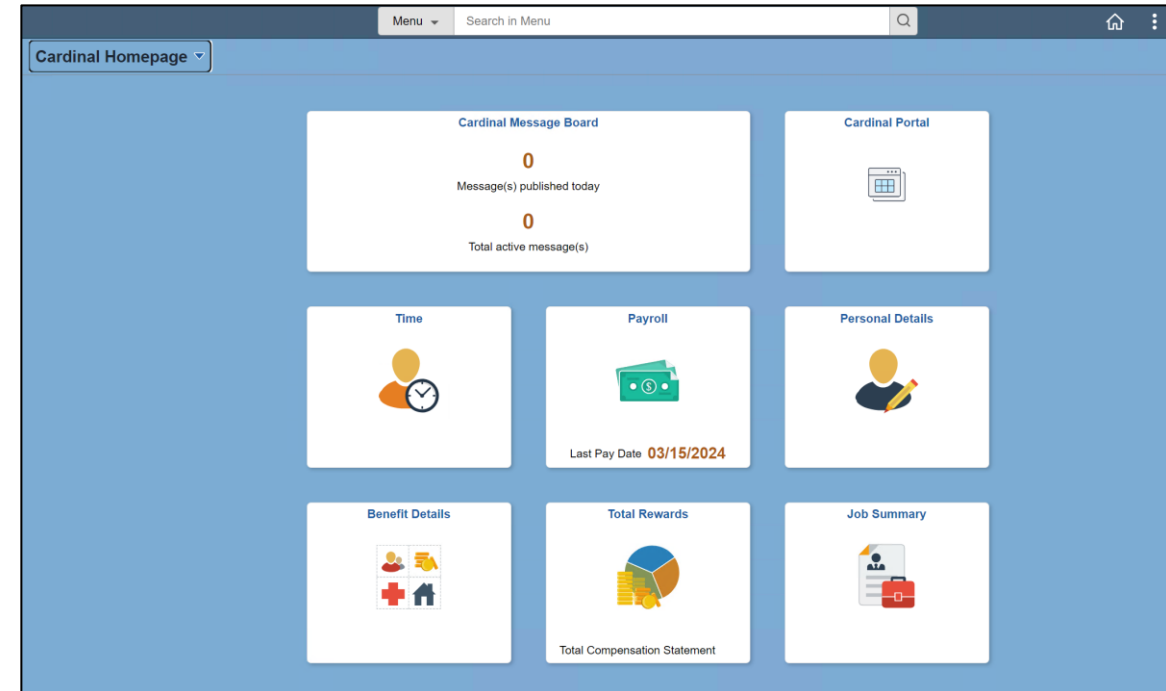 Menu
Search in Menu
Cardinal Homepage
Cardinal Message Board
0
Message(s) published today
0
Total active message(s)
Cardinal Portal
Time
Payroll
Last Pay Date 03/15/2024
Personal Details
Benefit Details
Total Rewards
Total Compensation Statement
Job Summary